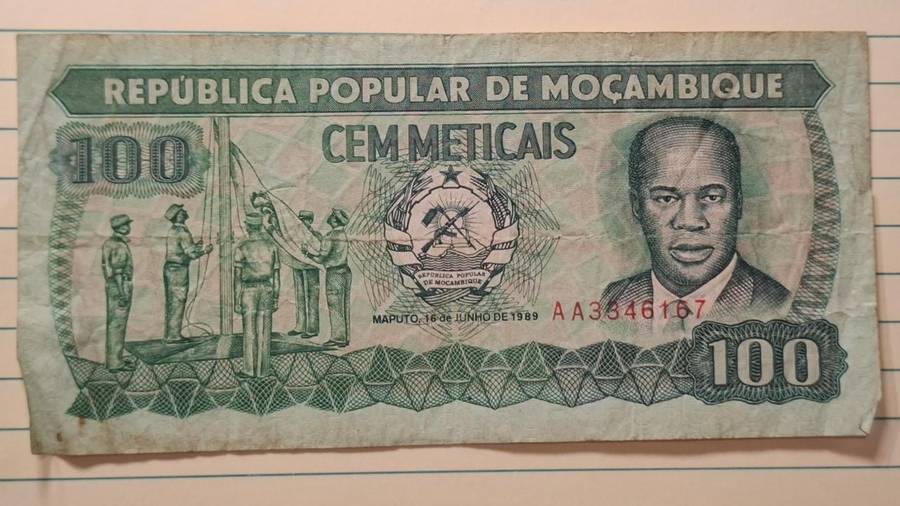 REPÚBLICA POPULAR DE MOÇAMBIQUE
100
CEM METICAIS
REPÚBLICA POPULAR
DE MOÇAMBIQUE
MAPUTO, 16 de JUNHO DE 1989
AA3346167
100